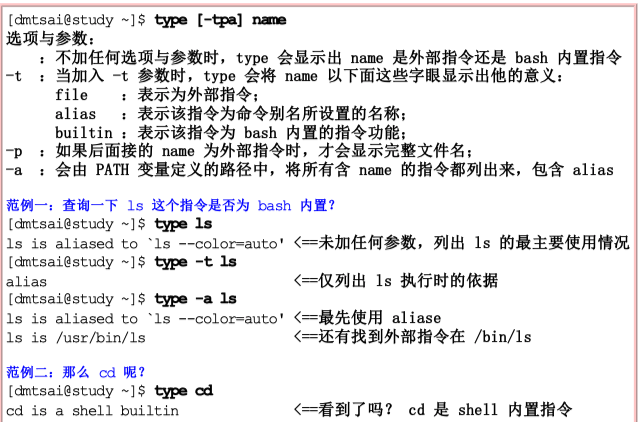 [dmtsai@study ~]$ type [-tpa] name
选项与参数：
   ：不加任何选项与参数时，type 会显示出 name 是外部指令还是 bash 内置指令
-t ：当加入 -t 参数时，type 会将 name 以下面这些字眼显示出他的意义：
     file    ：表示为外部指令；
     alias   ：表示该指令为命令别名所设置的名称；
     builtin ：表示该指令为 bash 内置的指令功能；
-p ：如果后面接的 name 为外部指令时，才会显示完整文件名；
-a ：会由 PATH 变量定义的路径中，将所有含 name 的指令都列出来，包含 alias
范例一：查询一下 ls 这个指令是否为 bash 内置？
[dmtsai@study ~]$ type ls
ls is aliased to `ls --color=auto' <==未加任何参数，列出 ls 的最主要使用情况
[dmtsai@study ~]$ type -t ls
alias                              <==仅列出 ls 执行时的依据
[dmtsai@study ~]$ type -a ls
ls is aliased to `ls --color=auto' <==最先使用 aliase
ls is /usr/bin/ls                  <==还有找到外部指令在 /bin/ls
范例二：那么 cd 呢？
[dmtsai@study ~]$ type cd
cd is a shell builtin              <==看到了吗？ cd 是 shell 内置指令